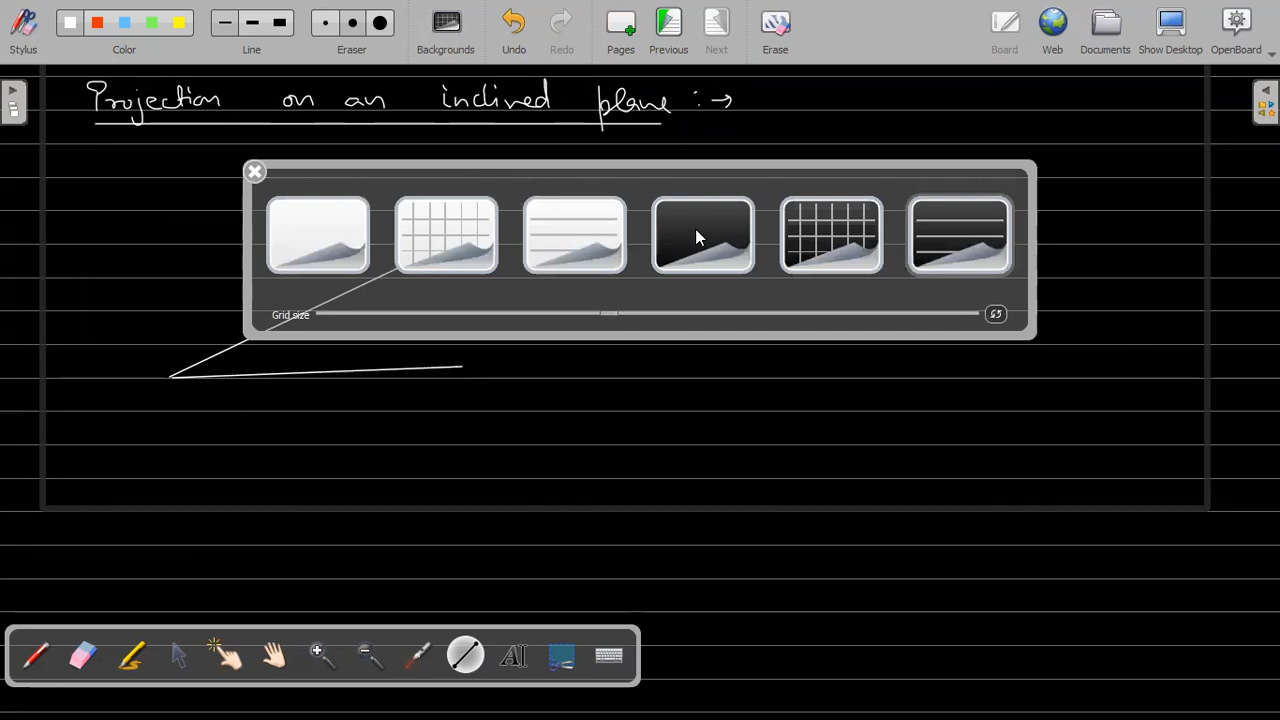 Stylus Color Line Eraser Backgrounds Undo Redo Pages Previous Next Erase Board Web Documents Show Desktop OpenBoard
Projection on an inclined plane :→
Grid size
AI